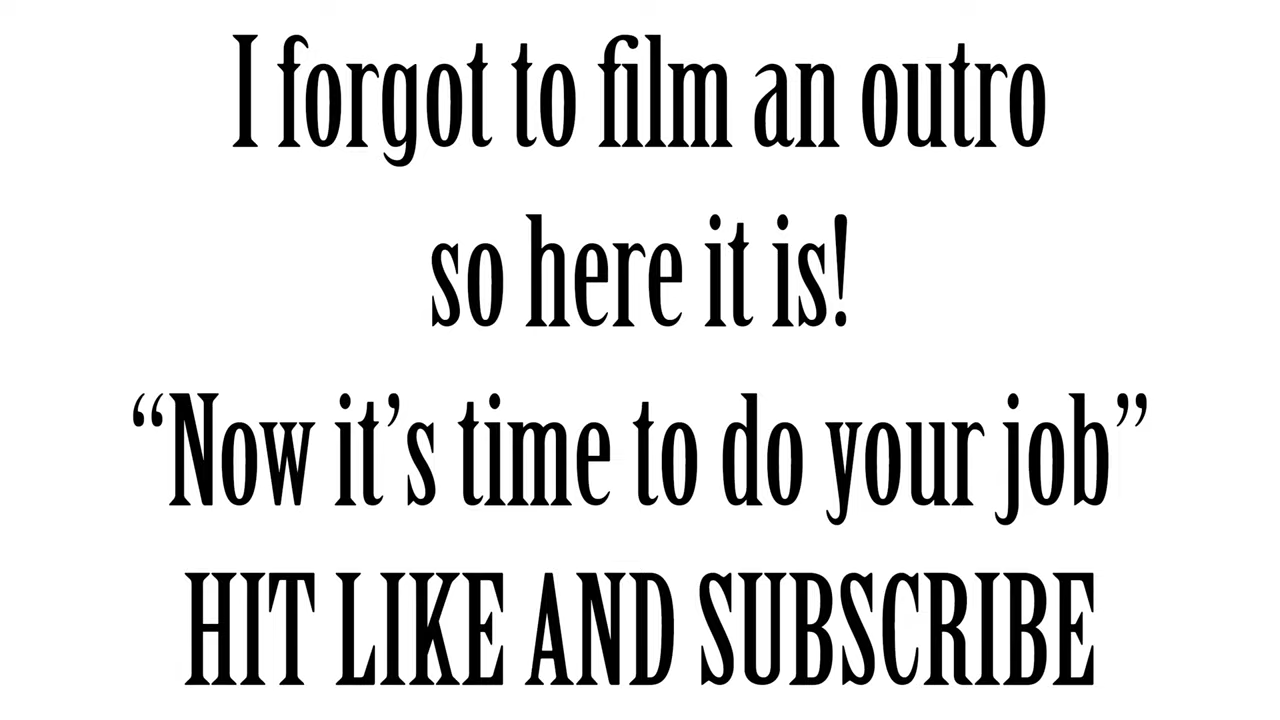 I forgot to film an outro
so here it is!
“Now it’s time to do your job”
HIT LIKE AND SUBSCRIBE